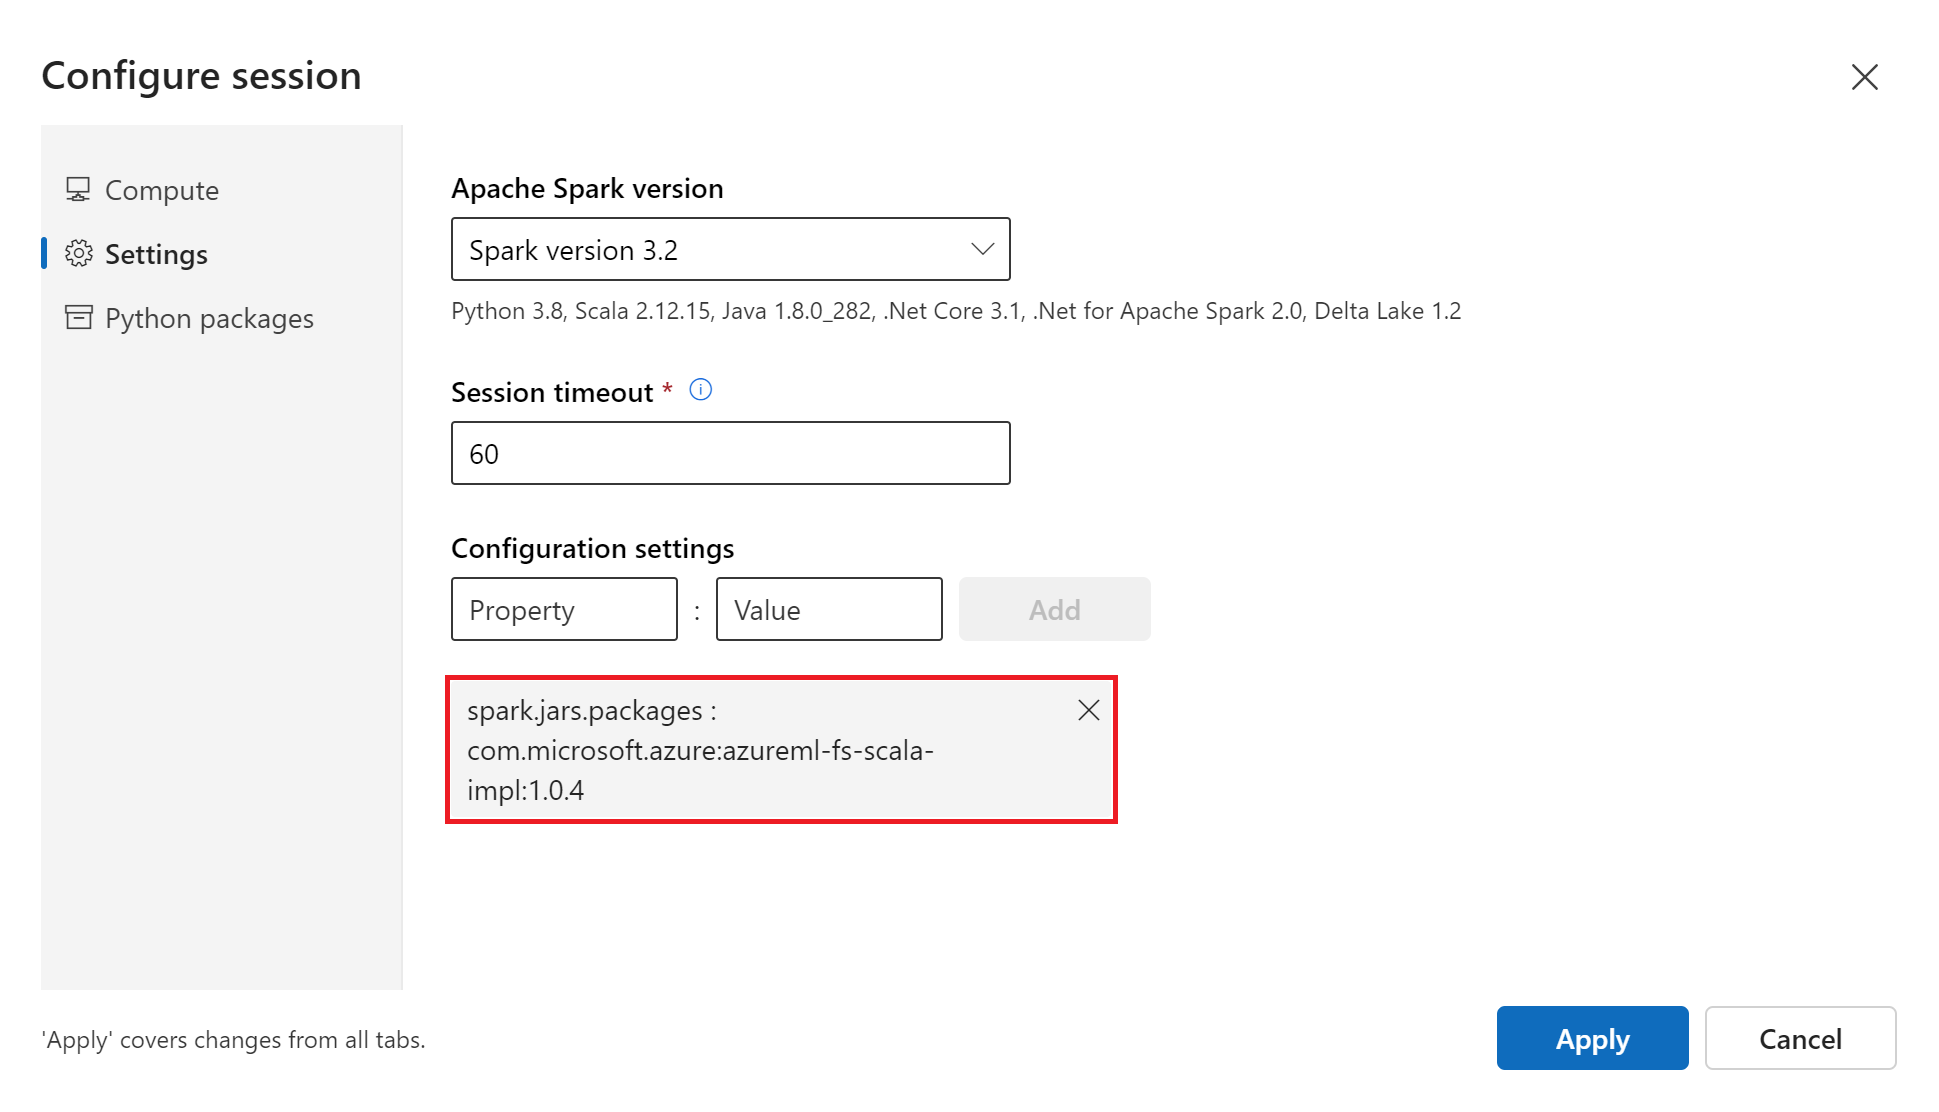 Configure session
Compute
Settings
Python packages
Apache Spark version
Spark version 3.2
Python 3.8, Scala 2.12.15, Java 1.8.0_282, .Net Core 3.1, .Net for Apache Spark 2.0, Delta Lake 1.2
Session timeout *
60
Configuration settings
Property : Value Add
spark.jars.packages :
com.microsoft.azure:azureml-fs-scala-
impl:1.0.4
'Apply' covers changes from all tabs.
Apply Cancel